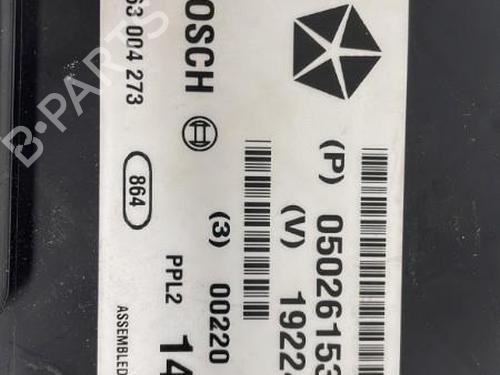 (P) 05026153
(V) 1922
(3) 00220
BOSCH
PPL2 14
63 004 273
864
ASSEMBLED
B-PARTS